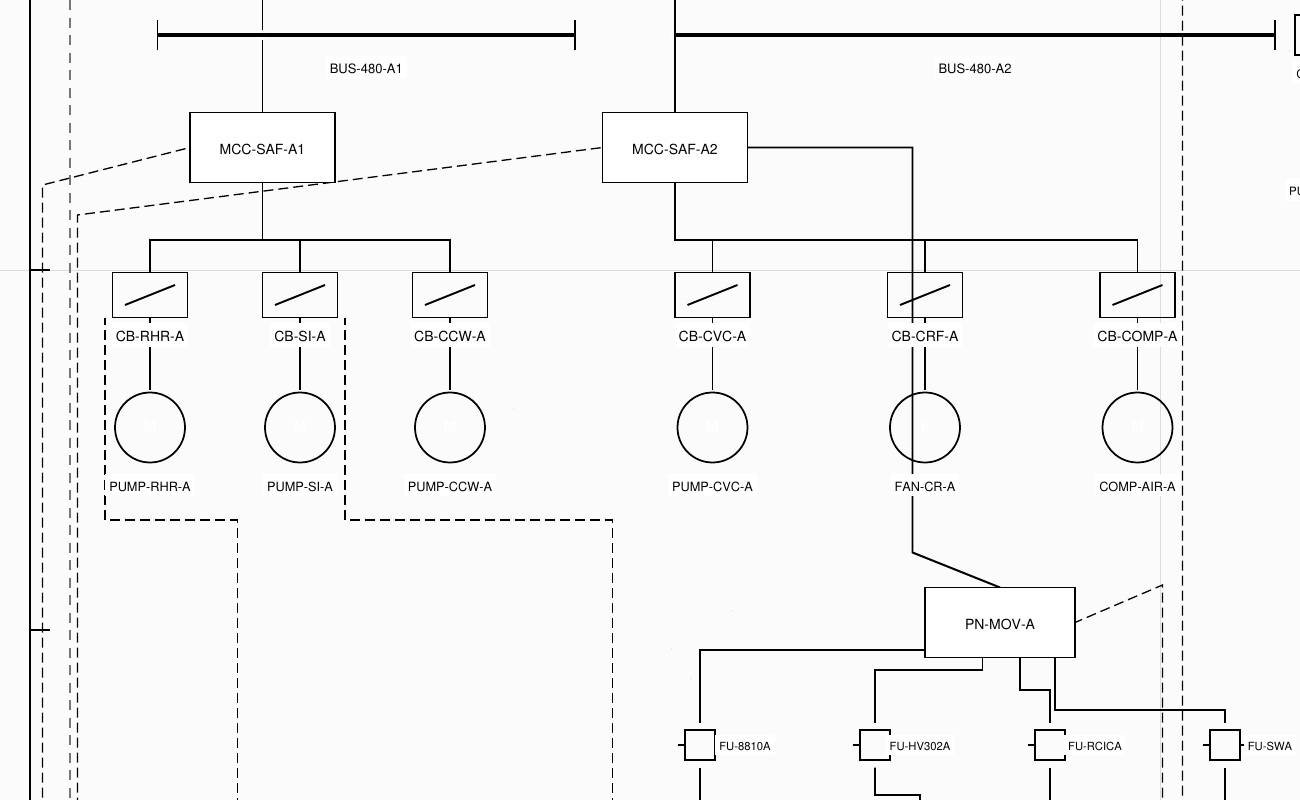 BUS-480-A1
BUS-480-A2
MCC-SAF-A1
MCC-SAF-A2
CB-RHR-A
CB-SI-A
CB-CCW-A
CB-CVC-A
CB-CRF-A
CB-COMP-A
PUMP-RHR-A
PUMP-SI-A
PUMP-CCW-A
PUMP-CVC-A
FAN-CR-A
COMP-AIR-A
PN-MOV-A
FU-8810A
FU-HV302A
FU-RCICA
FU-SWA